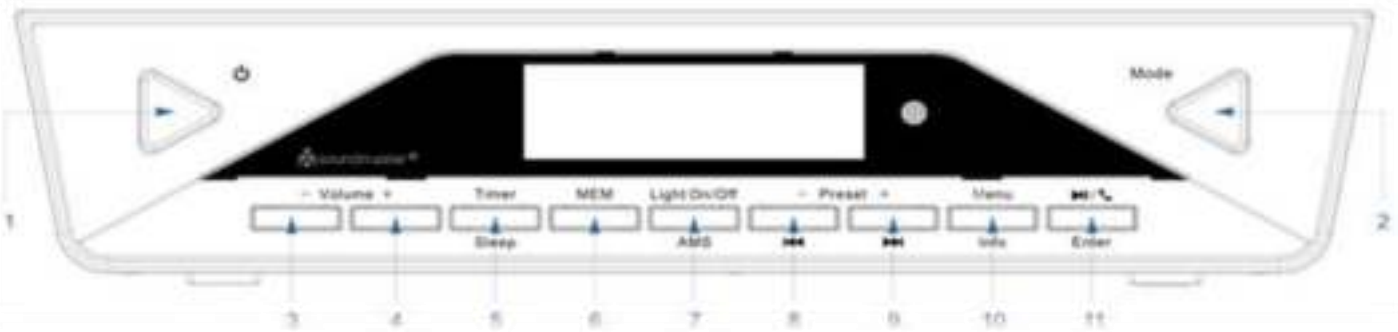 Mode
soundmaster®
- Volume + Timer MEM Light On/Off - Preset + Menu
Sleep AMS Info Enter
1 2
3 4 5 6 7 8 9 10 11